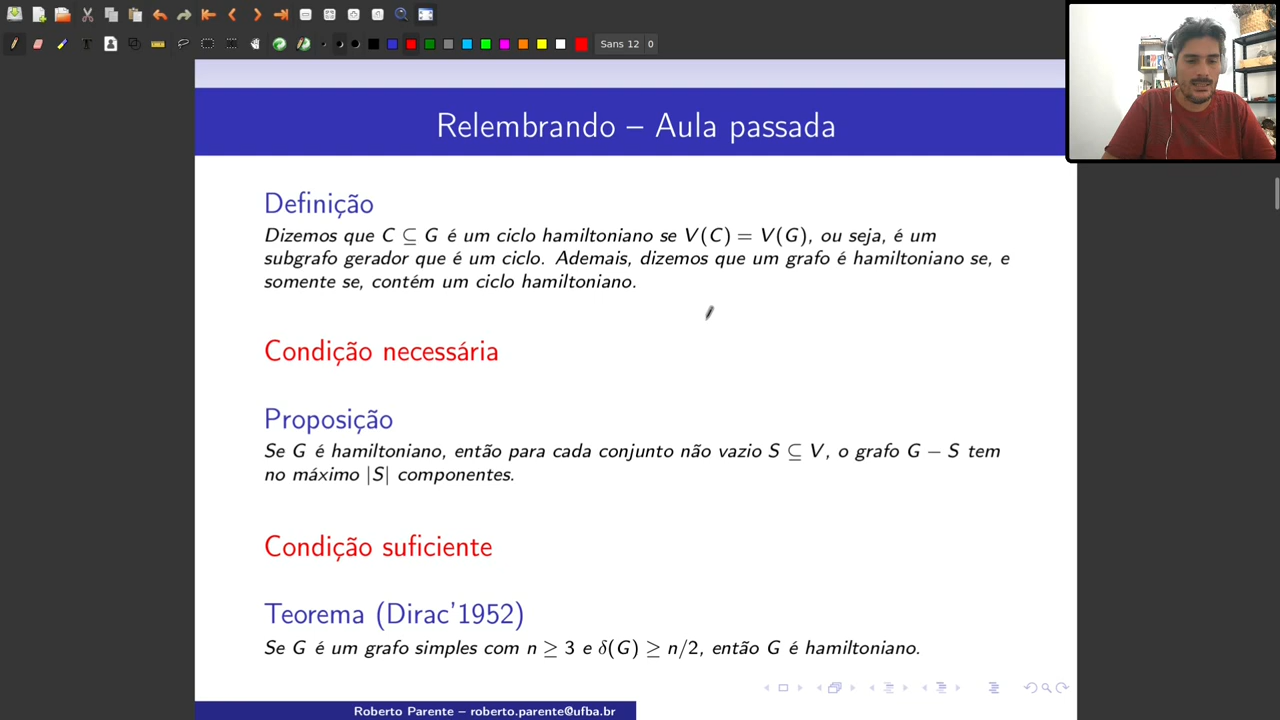 Sans 12 0
Relembrando – Aula passada
Definição
Dizemos que C ⊆ G é um ciclo hamiltoniano se V(C) = V(G), ou seja, é um
subgrafo gerador que é um ciclo. Ademais, dizemos que um grafo é hamiltoniano se, e
somente se, contém um ciclo hamiltoniano.
Condição necessária
Proposição
Se G é hamiltoniano, então para cada conjunto não vazio S ⊆ V, o grafo G − S tem
no máximo |S| componentes.
Condição suficiente
Teorema (Dirac'1952)
Se G é um grafo simples com n ≥ 3 e δ(G) ≥ n/2, então G é hamiltoniano.
Roberto Parente – roberto.parente@ufba.br